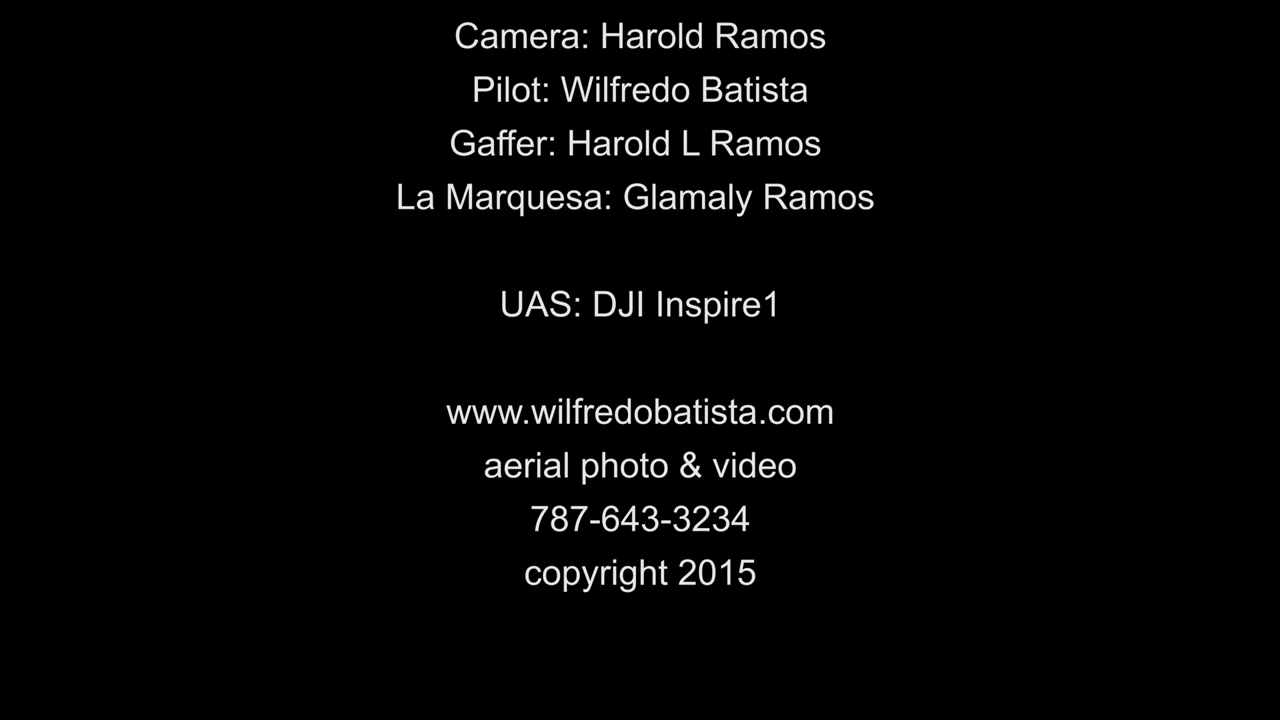 Camera: Harold Ramos
Pilot: Wilfredo Batista
Gaffer: Harold L Ramos
La Marquesa: Glamaly Ramos
UAS: DJI Inspire1
www.wilfredobatista.com
aerial photo & video
787-643-3234
copyright 2015